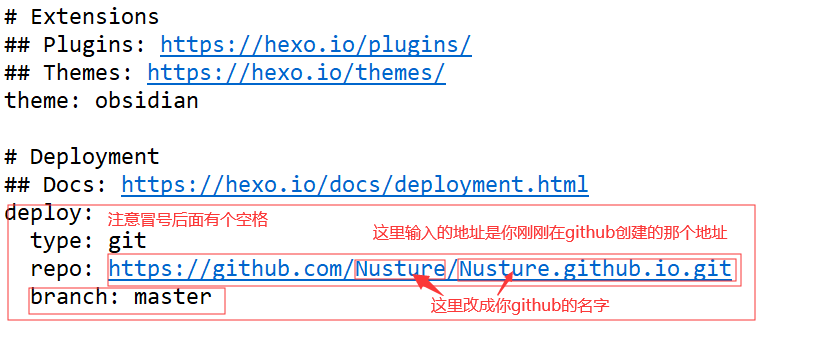 # Extensions
## Plugins: https://hexo.io/plugins/
## Themes: https://hexo.io/themes/
theme: obsidian
# Deployment
## Docs: https://hexo.io/docs/deployment.html
deploy: 注意冒号后面有个空格
type: git 这里输入的地址是你刚刚在github创建的那个地址
repo: https://github.com/Nusture/Nusture.github.io.git
branch: master 这里改成你github的名字